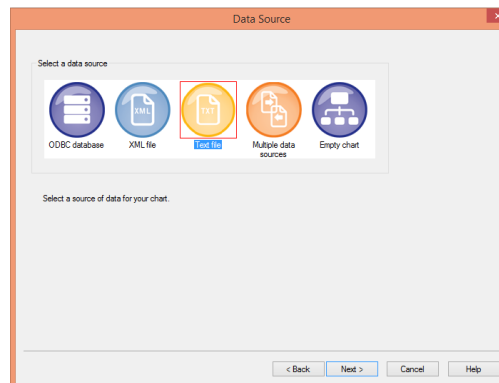 Data Source
Select a data source
XML
TXT
ODBC database
XML file
Text file
Multiple data
sources
Empty chart
Select a source of data for your chart.
< Back
Next >
Cancel
Help